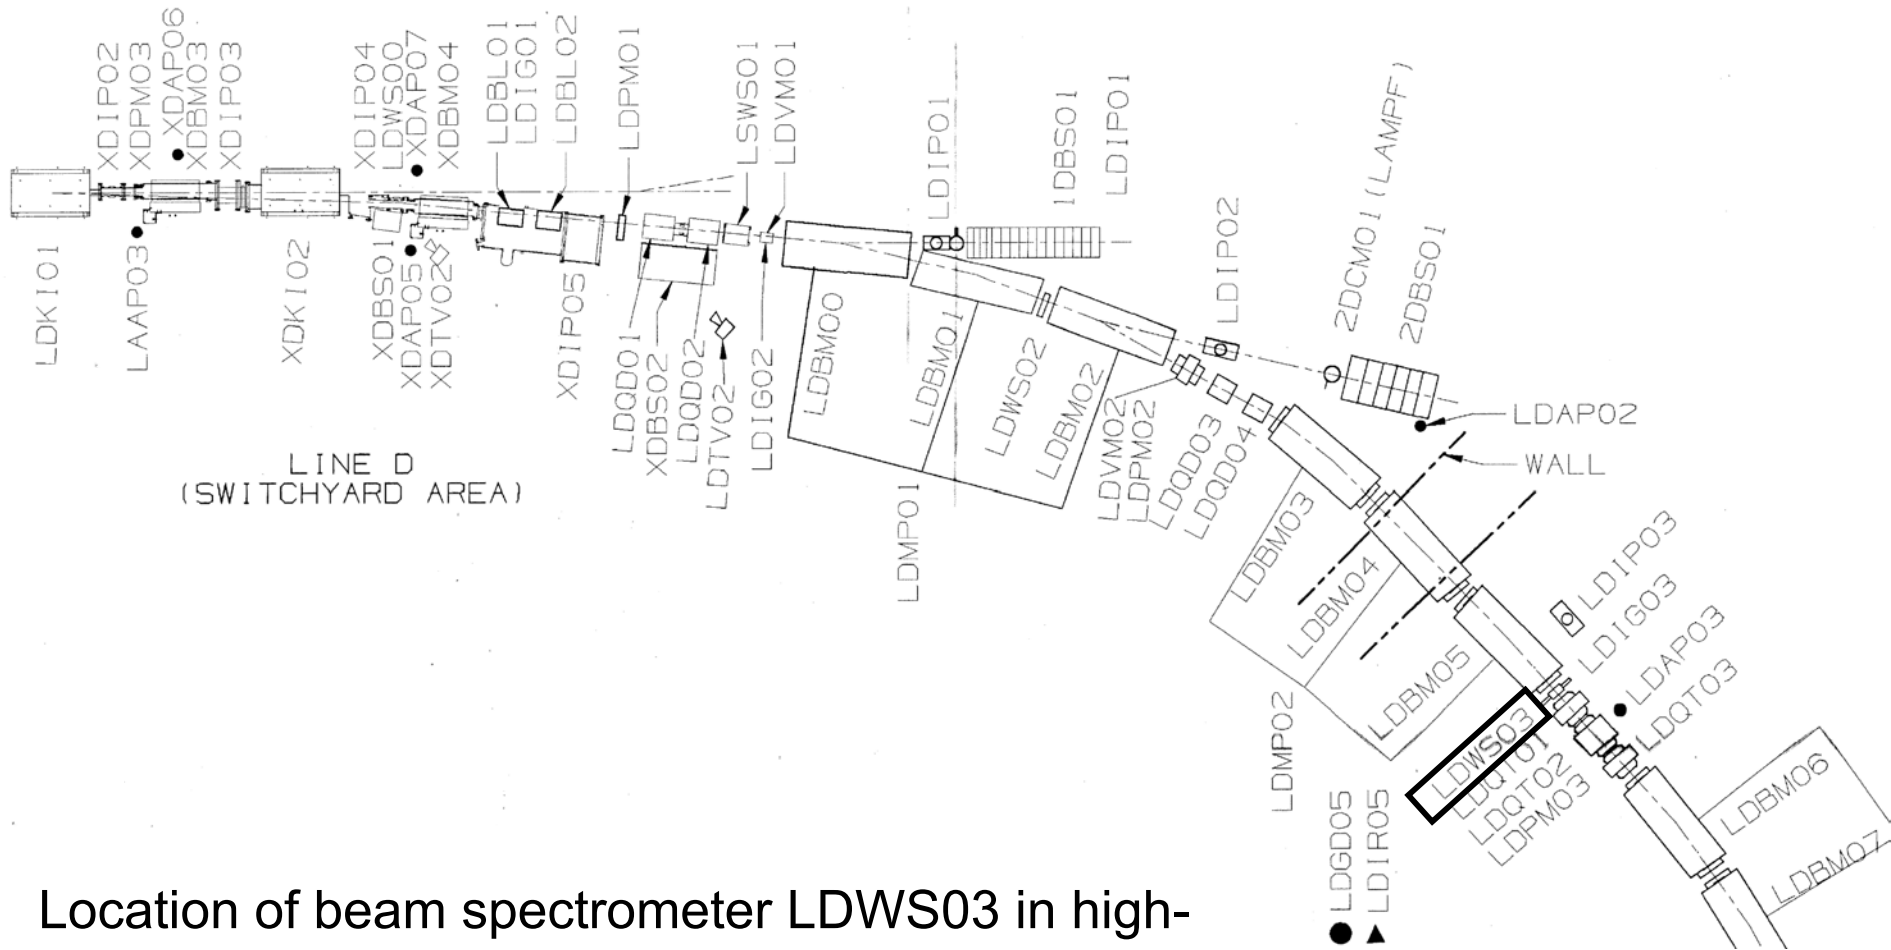 XDIP02
XDPM03
XDAP06
XDBM03
XDIP03
XDIP04
LDWS00
XDAP07
XDBM04
LDBL01
LDIG01
LDBL02
LDPM01
LSWS01
LDVM01
LDIP01
1DBS01
LDIP01
LDIP02
2DCM01 (LAMPF)
2DBS01
LDKI01
LAAP03
XDKI02
XDBS01
XDAP05
XDTV02
XDIP05
LDQD01
XDBS02
LDQD02
LDTV02
LDIG02
LDBM00
LDBM01
LDWS02
LDBM02
LDVM02
LDPM02
LDQD03
LDQD04
LDAP02
WALL
LINE D
(SWITCHYARD AREA)
LDMP01
LDBM03
LDBM04
LDBM05
LDIP03
LDIG03
LDAP03
LDQT03
LDMP02
LDWS03
LDQT01
LDQT02
LDPM03
LDBM06
LDBM07
LDGD05
LDIR05
Location of beam spectrometer LDWS03 in high-